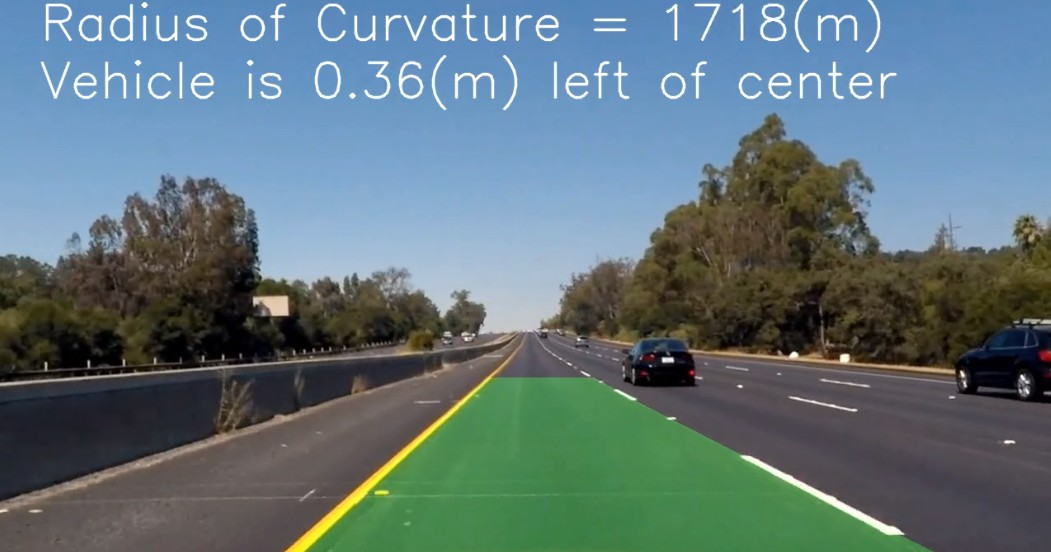 Radius of Curvature = 1718(m)
Vehicle is 0.36(m) left of center